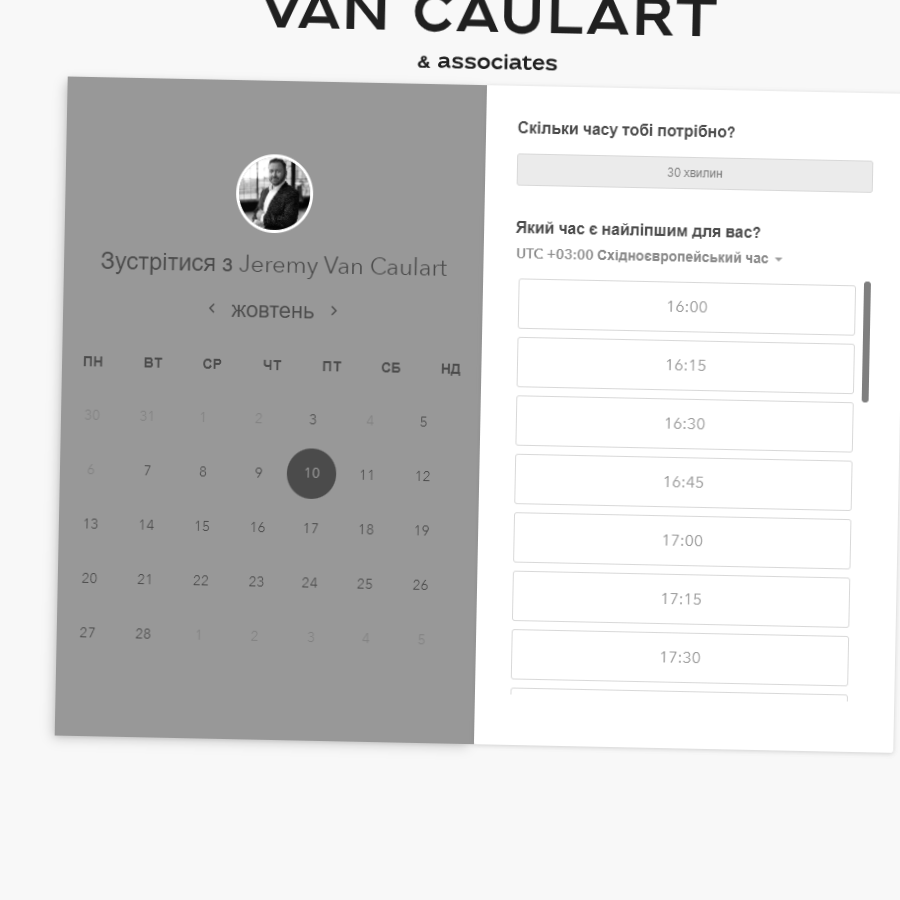 VAN CAULART
& associates
Зустрітися з Jeremy Van Caulart
жовтень
ПН ВТ СР ЧТ ПТ СБ НД
30 31 1 2 3 4 5
6 7 8 9 10 11 12
13 14 15 16 17 18 19
20 21 22 23 24 25 26
27 28 1 2 3 4 5
Скільки часу тобі потрібно?
30 хвилин
Який час є найліпшим для вас?
UTC +03:00 Східноєвропейський час
16:00
16:15
16:30
16:45
17:00
17:15
17:30